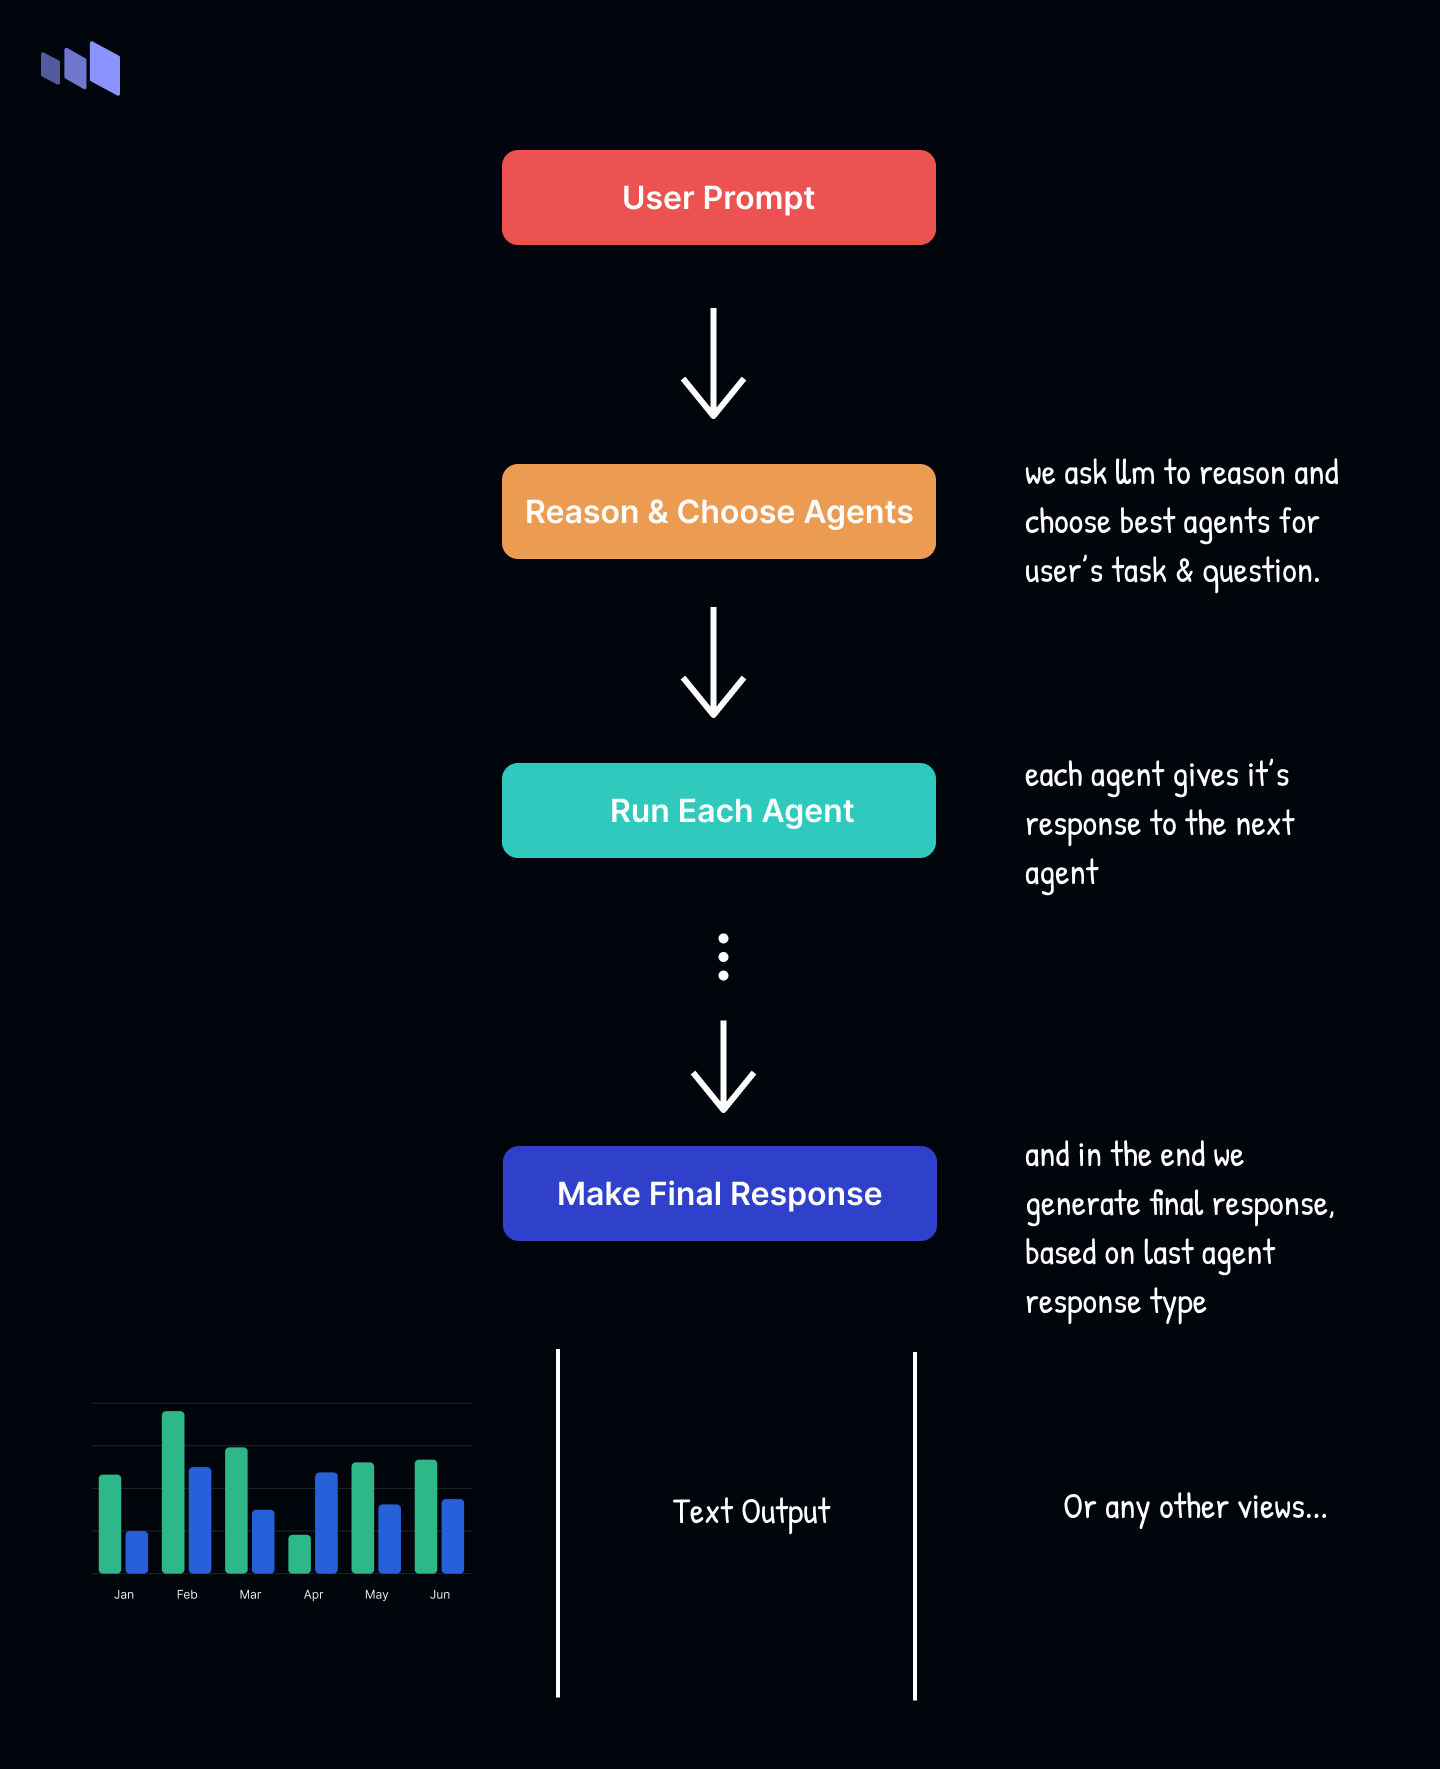 User Prompt
Reason & Choose Agents
we ask llm to reason and
choose best agents for
user's task & question.
Run Each Agent
each agent gives it's
response to the next
agent
Make Final Response
and in the end we
generate final response,
based on last agent
response type
Jan Feb Mar Apr May Jun
Text Output
Or any other views...